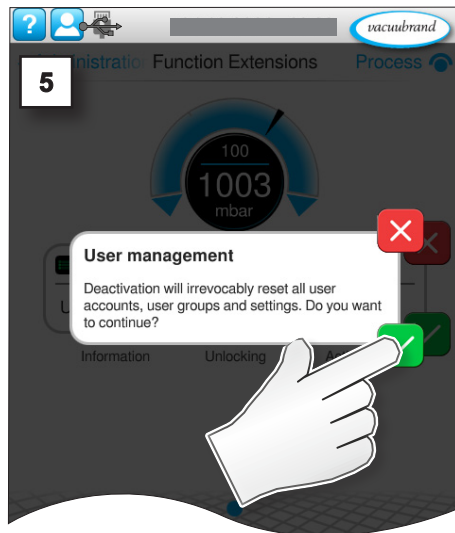 ?
vacuubrand
5
nistratio Function Extensions Process
100
1003
mbar
User management
Deactivation will irrevocably reset all user
accounts, user groups and settings. Do you want
to continue?
U
Information Unlocking A